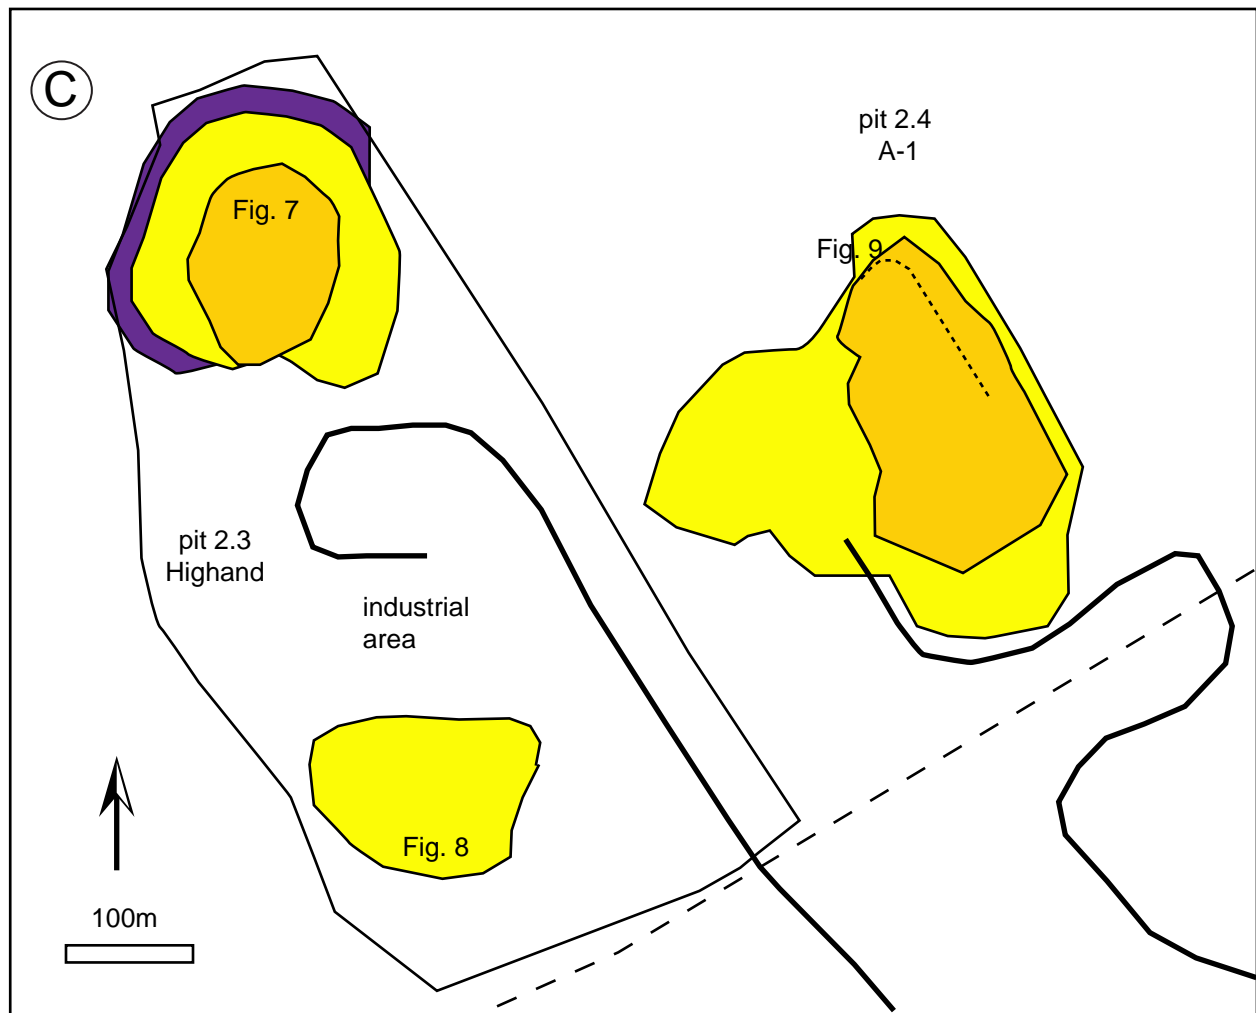 C
pit 2.4
A-1
Fig. 7
Fig. 9
pit 2.3
Highand
industrial
area
Fig. 8
100m